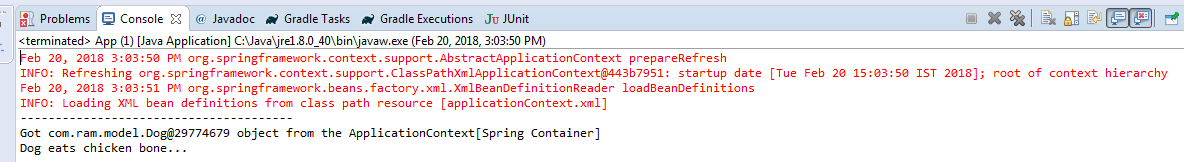 Problems Console Javadoc Gradle Tasks Gradle Executions JUnit
<terminated> App (1) [Java Application] C:\Java\jre1.8.0_40\bin\javaw.exe (Feb 20, 2018, 3:03:50 PM)
Feb 20, 2018 3:03:50 PM org.springframework.context.support.AbstractApplicationContext prepareRefresh
INFO: Refreshing org.springframework.context.support.ClassPathXmlApplicationContext@443b7951: startup date [Tue Feb 20 15:03:50 IST 2018]; root of context hierarchy
Feb 20, 2018 3:03:51 PM org.springframework.beans.factory.xml.XmlBeanDefinitionReader loadBeanDefinitions
INFO: Loading XML bean definitions from class path resource [applicationContext.xml]
-------------------------------------
Got com.ram.model.Dog@29774679 object from the ApplicationContext[Spring Container]
Dog eats chicken bone...